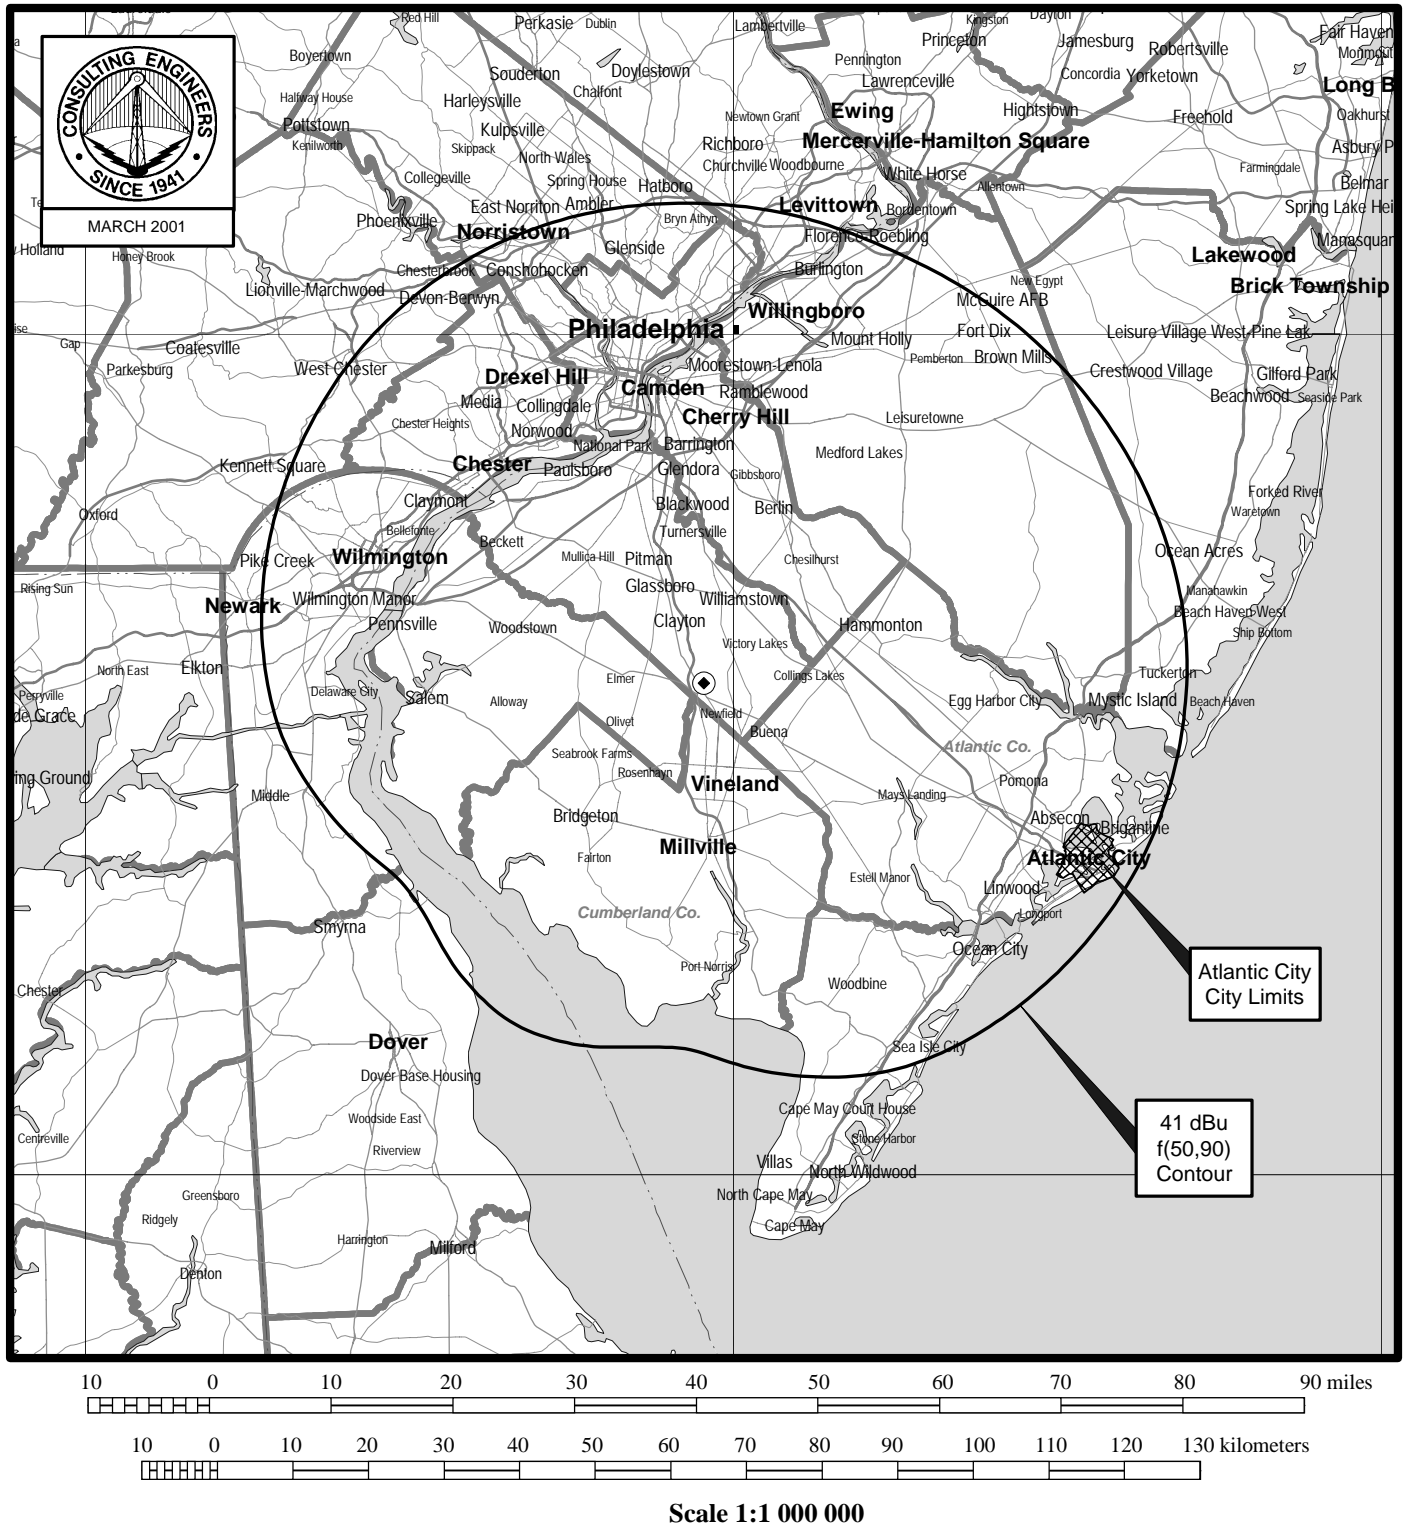 CONSULTING ENGINEERS
SINCE 1941
MARCH 2001
Red Hill
Perkasie
Dublin
Lambertville
Kingston
Dayton
Fair Haven
Princeton
Jamesburg
Robertsville
Boyertown
Pennington
Souderton
Doylestown
Lawrenceville
Concordia
Yorketown
Long B
Halfway House
Harleysville
Chalfont
Ewing
Hightstown
Freehold
Oakhurst
Pottstown
Kulpsville
Newtown Grant
Kenilworth
Skippack
Richboro
Mercerville-Hamilton Square
Asbury P
North Wales
Churchville
Woodbourne
Farmingdale
Collegeville
Spring House
Hatboro
White Horse
Allentown
Belmar
East Norriton
Ambler
Levittown
Bordentown
Spring Lake Hei
Phoenixville
Bryn Athyn
Norristown
Florence-Roebling
Manasquan
Holland
Honey Brook
Glenside
Lakewood
Chesterbrook
Conshohocken
Burlington
New Egypt
Brick Township
Lionville-Marchwood
Devon-Berwyn
McGuire AFB
Willingboro
ise
Gap
Coatesville
Philadelphia
Mount Holly
Fort Dix
Leisure Village West-Pine Lak
Parkesburg
West Chester
Moorestown-Lenola
Pemberton
Brown Mills
Crestwood Village
Gilford Park
Drexel Hill
Camden
Ramblewood
Beachwood
Seaside Park
Media
Collingdale
Cherry Hill
Leisuretowne
Chester Heights
Norwood
National Park
Barrington
Medford Lakes
Kennett Square
Chester
Paulsboro
Glendora
Gibbsboro
Forked River
Oxford
Claymont
Blackwood
Berlin
Waretown
Bellefonte
Turnersville
Pike Creek
Wilmington
Beckett
Mullica Hill
Pitman
Chesilhurst
Ocean Acres
Rising Sun
Glassboro
Manahawkin
Newark
Wilmington Manor
Williamstown
Beach Haven West
Pennsville
Woodstown
Clayton
Hammonton
Ship Bottom
Victory Lakes
North East
Elkton
Elmer
Collings Lakes
Tuckerton
Perryville
Delaware City
Salem
Alloway
Egg Harbor City
Mystic Island
Beach Haven
de Grace
Olivet
Newfield
Buena
Atlantic Co.
Seabrook Farms
Rosenhayn
ing Ground
Vineland
Pomona
Middle
Mays Landing
Bridgeton
Absecon
Brigantine
Millville
Fairton
Atlantic City
Estell Manor
Linwood
Cumberland Co.
Longport
Smyrna
Ocean City
Port Norris
Woodbine
Atlantic City
City Limits
Chester
Dover
Sea Isle City
Dover Base Housing
Cape May Court House
Woodside East
Centreville
Stone Harbor
41 dBu
f(50,90)
Contour
Riverview
Villas
North Wildwood
Greensboro
North Cape May
Ridgely
Cape May
Harrington
Milford
Denton
10 0 10 20 30 40 50 60 70 80 90 miles
10 0 10 20 30 40 50 60 70 80 90 100 110 120 130 kilometers
Scale 1:1 000 000